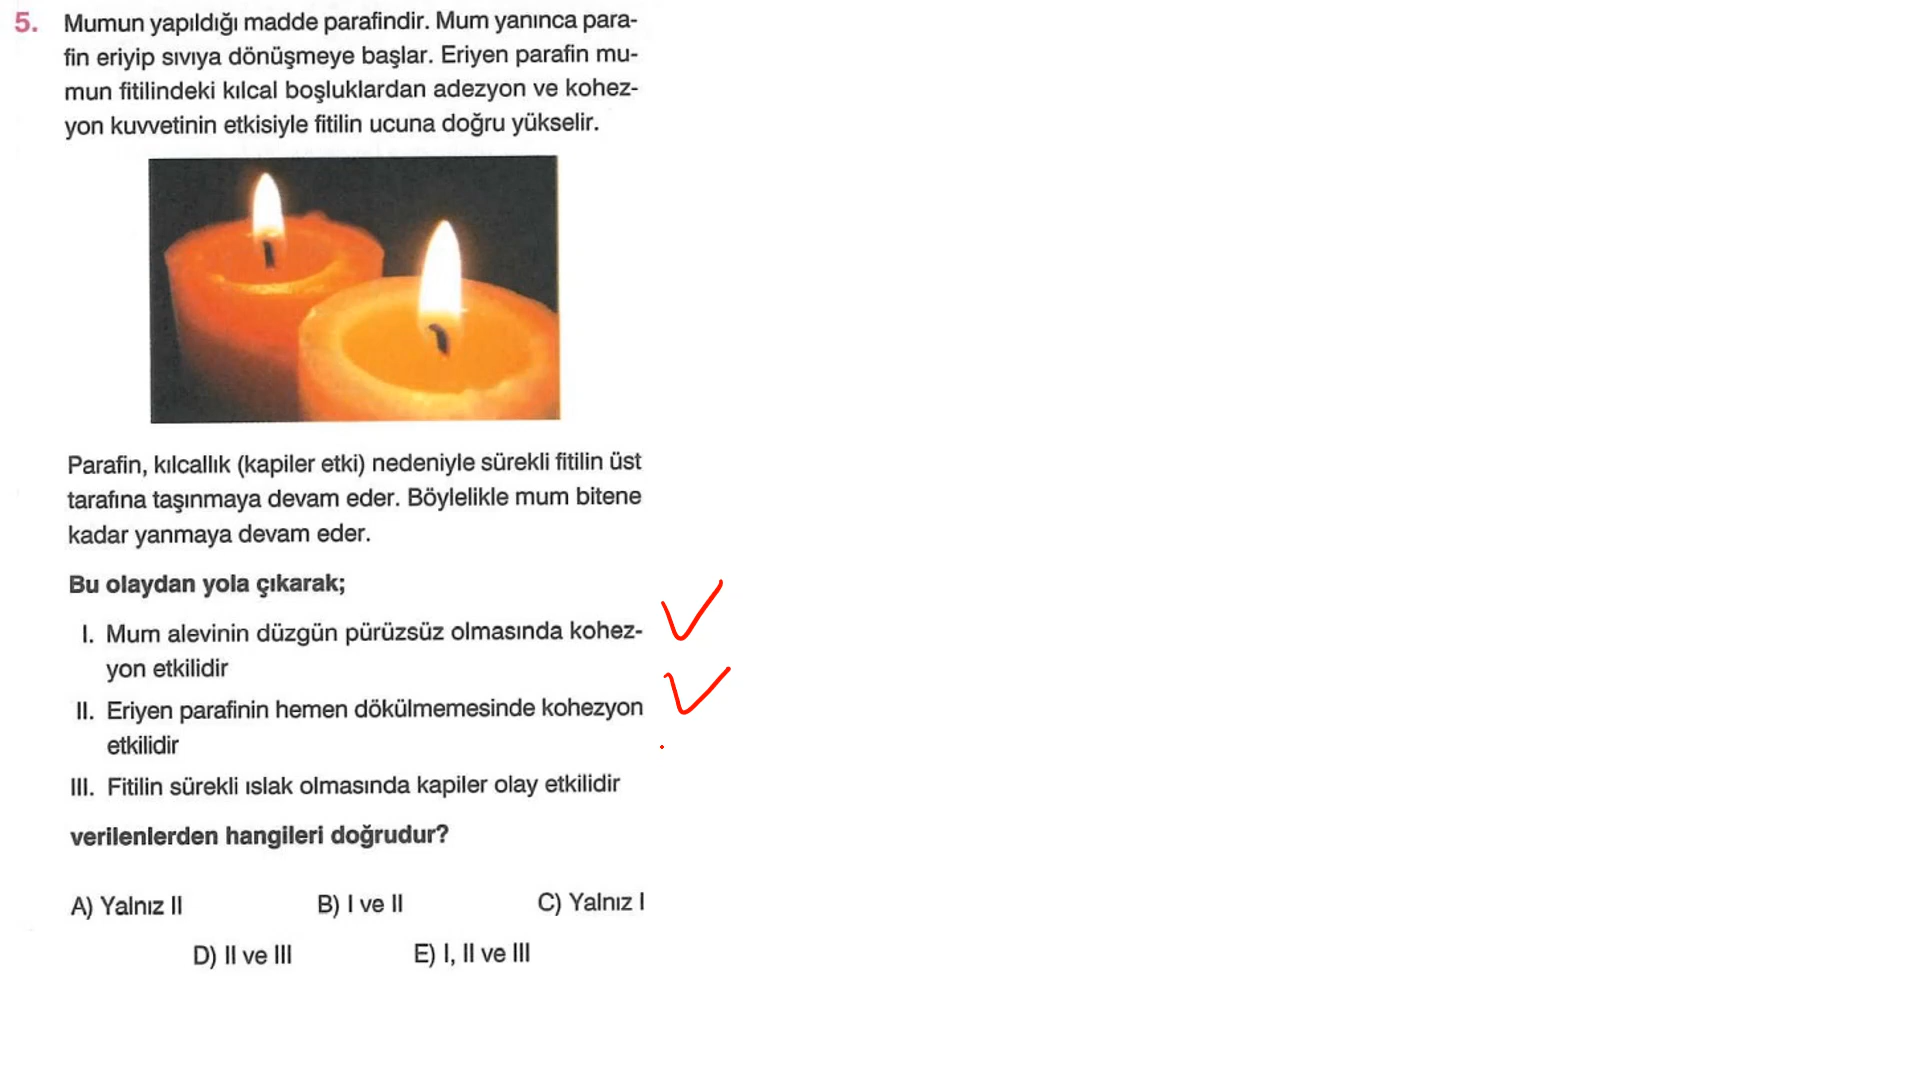 5. Mumun yapıldığı madde parafindir. Mum yanınca para-
fin eriyip sıvıya dönüşmeye başlar. Eriyen parafin mu-
mun fitilindeki kılcal boşluklardan adezyon ve kohez-
yon kuvvetinin etkisiyle fitilin ucuna doğru yükselir.
Parafin, kılcallık (kapiler etki) nedeniyle sürekli fitilin üst
tarafına taşınmaya devam eder. Böylelikle mum bitene
kadar yanmaya devam eder.
Bu olaydan yola çıkarak;
I. Mum alevinin düzgün pürüzsüz olmasında kohez-
yon etkilidir
II. Eriyen parafinin hemen dökülmemesinde kohezyon
etkilidir
III. Fitilin sürekli ıslak olmasında kapiler olay etkilidir
verilenlerden hangileri doğrudur?
A) Yalnız II B) I ve II C) Yalnız I
D) II ve III E) I, II ve III